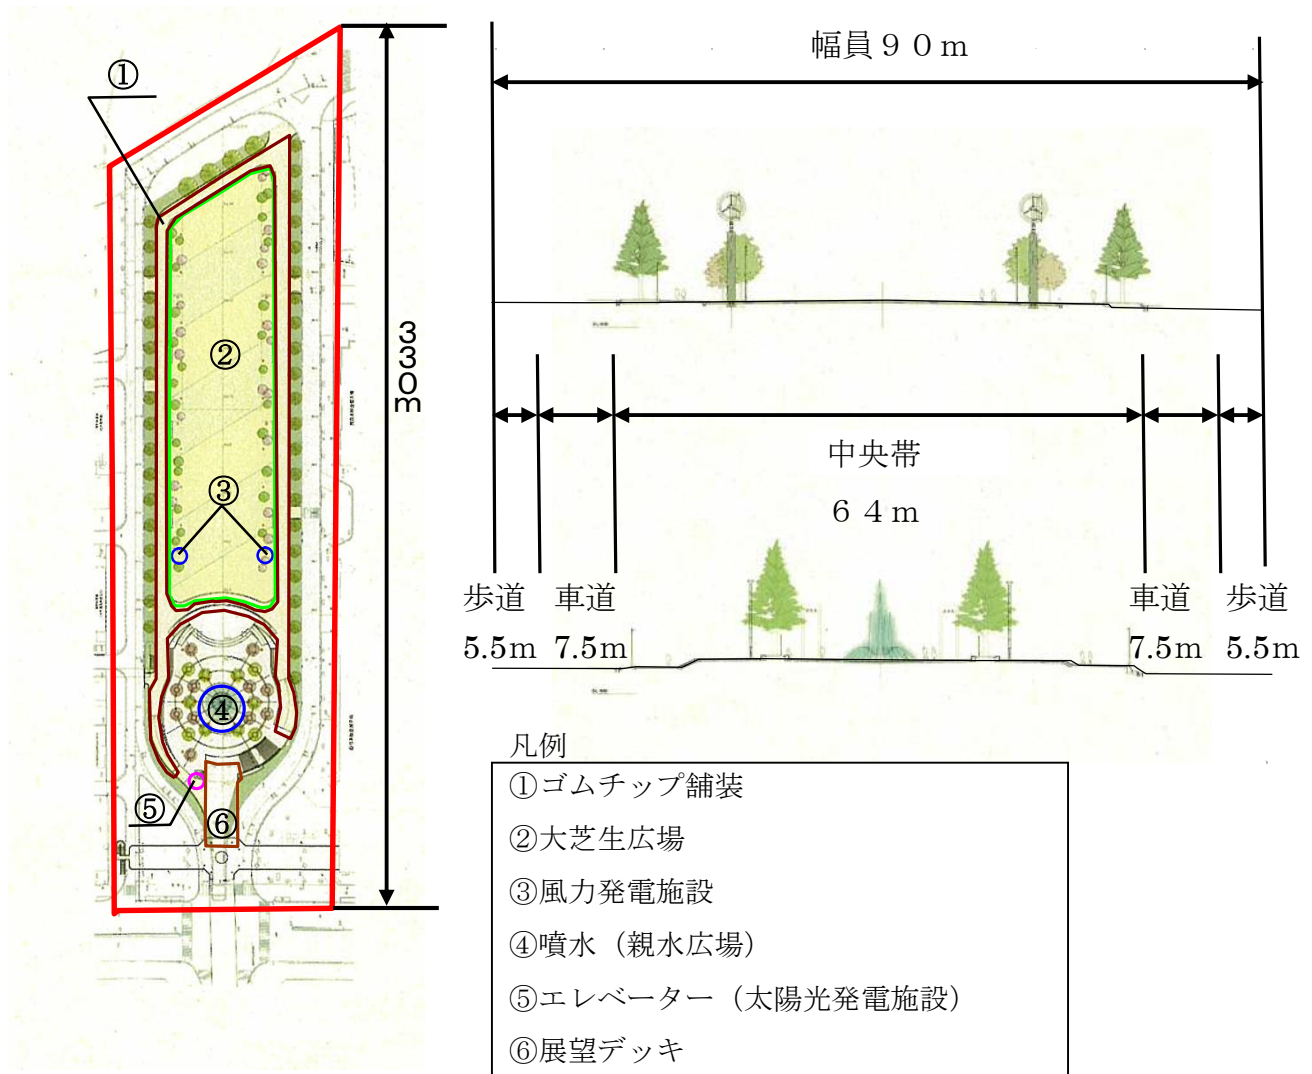 ①
②
③
④
⑤
⑥
330m
幅員90m
中央帯
64m
歩道
5.5m
車道
7.5m
車道
7.5m
歩道
5.5m
凡例
①ゴムチップ舗装
②大芝生広場
③風力発電施設
④噴水（親水広場）
⑤エレベーター（太陽光発電施設）
⑥展望デッキ